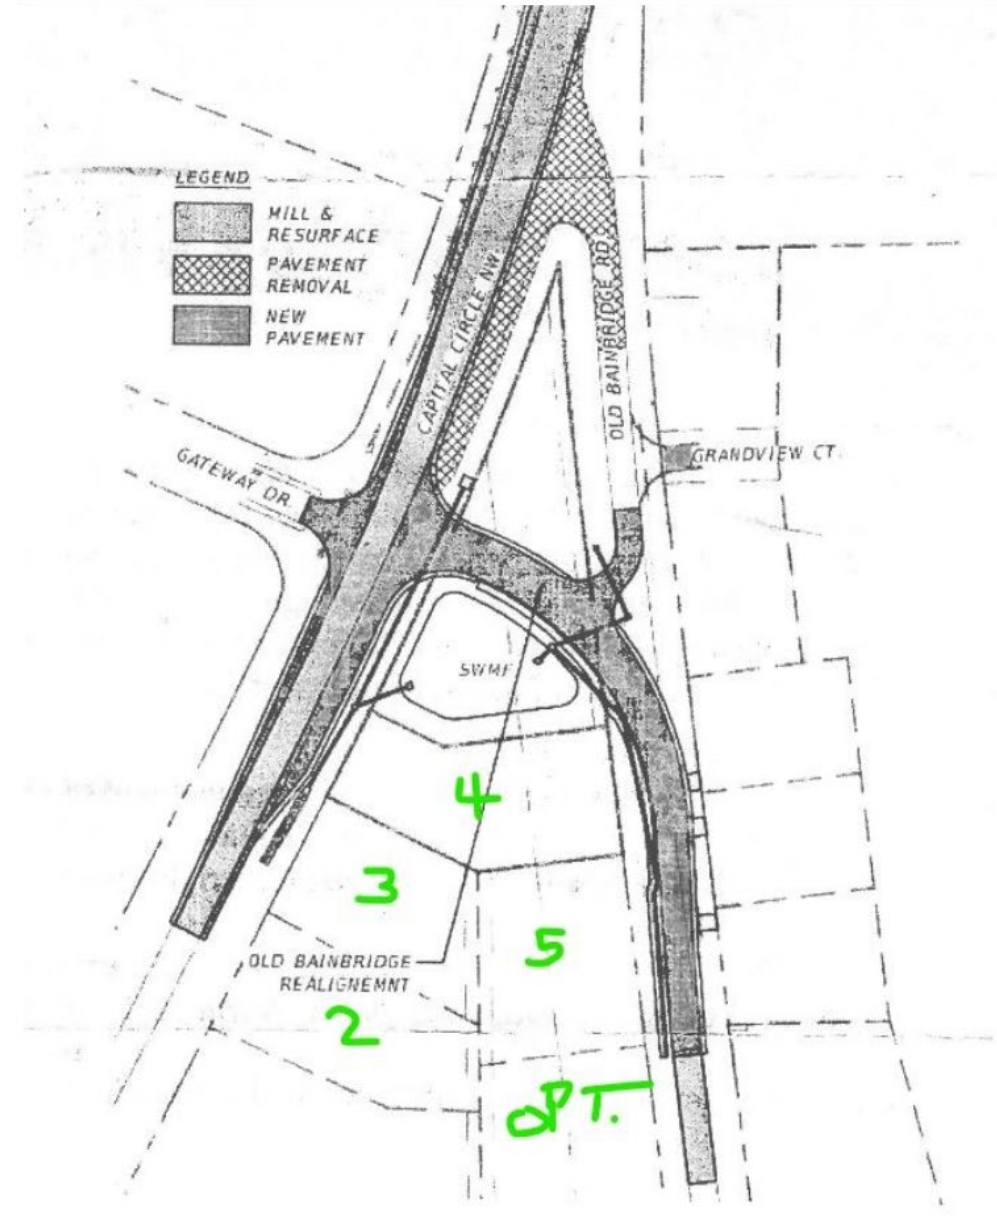 LEGEND
MILL &
RESURFACE
PAVEMENT
REMOVAL
NEW
PAVEMENT
CAPITAL CIRCLE NW
OLD BAINBRIDGE RD
GATEWAY DR.
GRANDVIEW CT.
SWMF
4
3
5
OLD BAINBRIDGE
REALIGNEMNT
2
OPT.